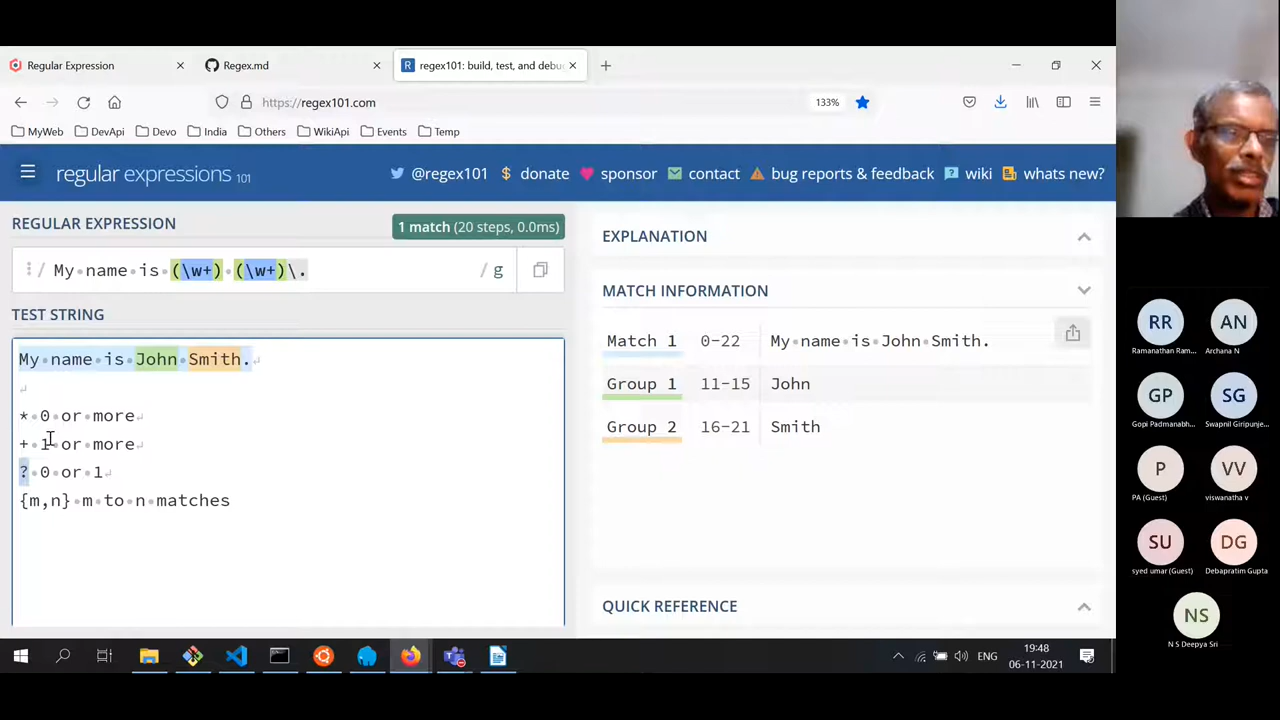 Regular Expression
Regex.md
regex101: build, test, and debu
https://regex101.com
133%
MyWeb DevApi Devo India Others WikiApi Events Temp
regular expressions 101
@regex101 $ donate sponsor contact bug reports & feedback wiki whats new?
REGULAR EXPRESSION
1 match (20 steps, 0.0ms)
/ My·name·is·(\w+)·(\w+)\. / g
TEST STRING
My·name·is·John·Smith.
*·0·or·more
+·1·or·more
?·0·or·1
{m,n}·m·to·n·matches
EXPLANATION
MATCH INFORMATION
Match 1 0-22 My·name·is·John·Smith.
Group 1 11-15 John
Group 2 16-21 Smith
QUICK REFERENCE
RR
Ramanathan Ram...
AN
Archana N
GP
Gopi Padmanabh...
SG
Swapnil Giripunje...
P
PA (Guest)
VV
viswanatha v
SU
syed umar (Guest)
DG
Debapratim Gupta
NS
N S Deepya Sri
ENG
19:48
06-11-2021